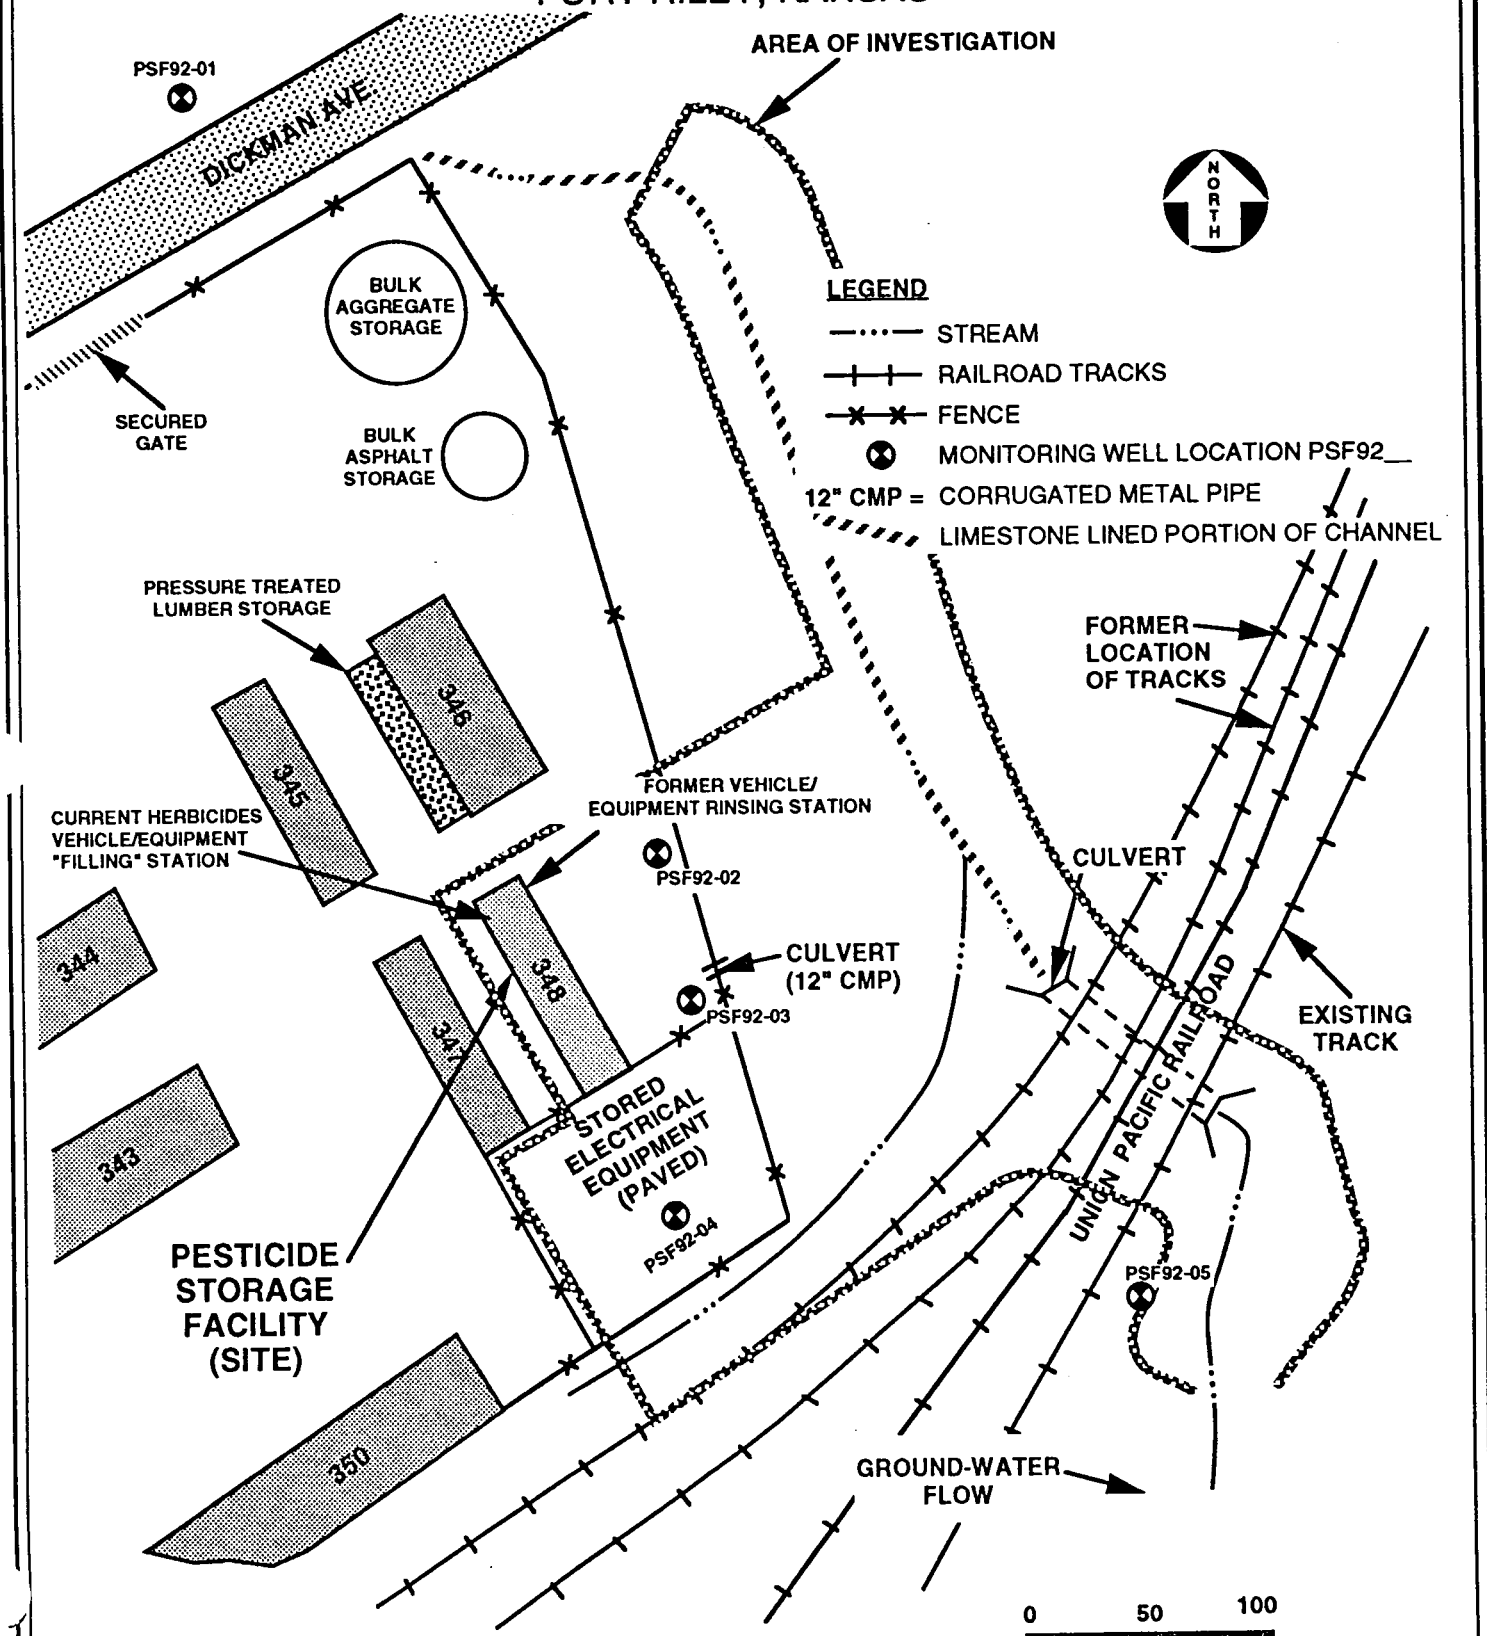 FORT RILEY, KANSAS
AREA OF INVESTIGATION
PSF92-01
DICKMAN AVE
NORTH
BULK
AGGREGATE
STORAGE
LEGEND
STREAM
RAILROAD TRACKS
FENCE
MONITORING WELL LOCATION PSF92__
12" CMP = CORRUGATED METAL PIPE
LIMESTONE LINED PORTION OF CHANNEL
SECURED
GATE
BULK
ASPHALT
STORAGE
PRESSURE TREATED
LUMBER STORAGE
346
345
FORMER
LOCATION
OF TRACKS
FORMER VEHICLE/
EQUIPMENT RINSING STATION
CURRENT HERBICIDES
VEHICLE/EQUIPMENT
"FILLING" STATION
PSF92-02
CULVERT
344
348
347
CULVERT
(12" CMP)
PSF92-03
UNION PACIFIC RAILROAD
EXISTING
TRACK
343
STORED
ELECTRICAL
EQUIPMENT
(PAVED)
PSF92-04
PESTICIDE
STORAGE
FACILITY
(SITE)
PSF92-05
350
GROUND-WATER
FLOW
0 50 100